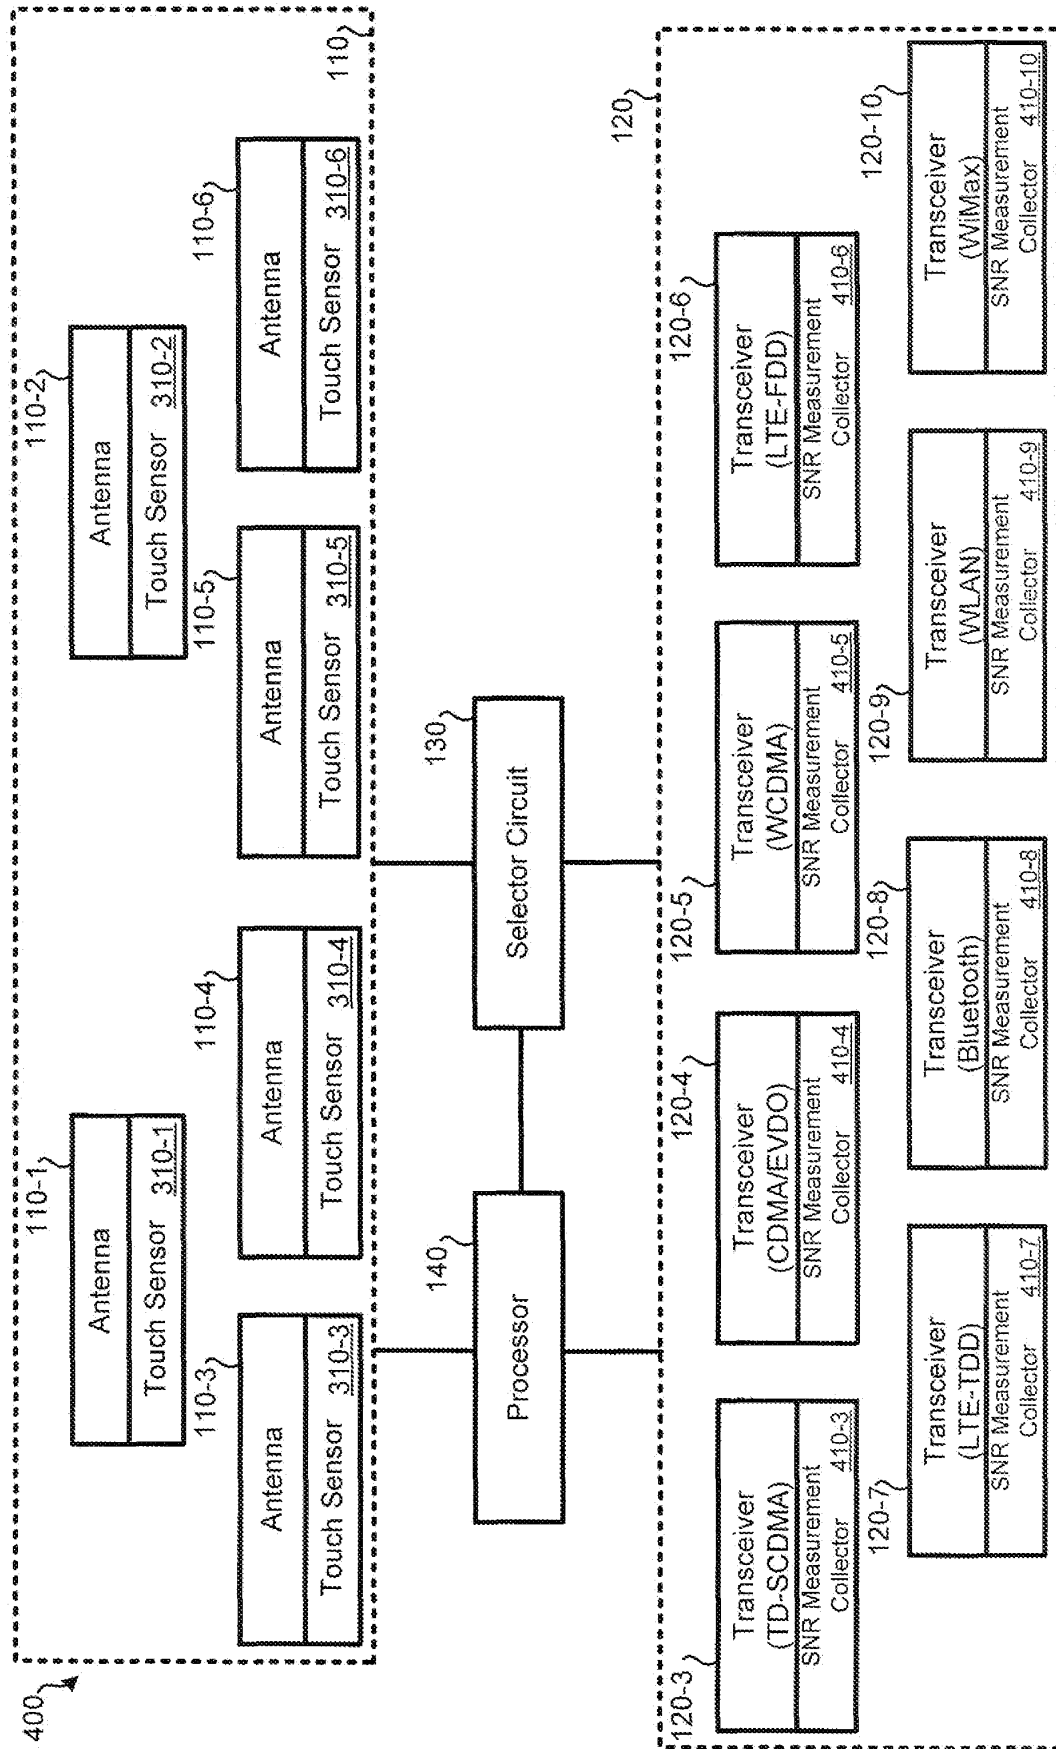 400
110
110-1
Antenna
Touch Sensor 310-1
110-2
Antenna
Touch Sensor 310-2
110-3
Antenna
Touch Sensor 310-3
110-4
Antenna
Touch Sensor 310-4
110-5
Antenna
Touch Sensor 310-5
110-6
Antenna
Touch Sensor 310-6
140
Processor
130
Selector Circuit
120
120-3
Transceiver
(TD-SCDMA)
SNR Measurement
Collector 410-3
120-4
Transceiver
(CDMA/EVDO)
SNR Measurement
Collector 410-4
120-5
Transceiver
(WCDMA)
SNR Measurement
Collector 410-5
120-6
Transceiver
(LTE-FDD)
SNR Measurement
Collector 410-6
120-7
Transceiver
(LTE-TDD)
SNR Measurement
Collector 410-7
120-8
Transceiver
(Bluetooth)
SNR Measurement
Collector 410-8
120-9
Transceiver
(WLAN)
SNR Measurement
Collector 410-9
120-10
Transceiver
(WiMax)
SNR Measurement
Collector 410-10